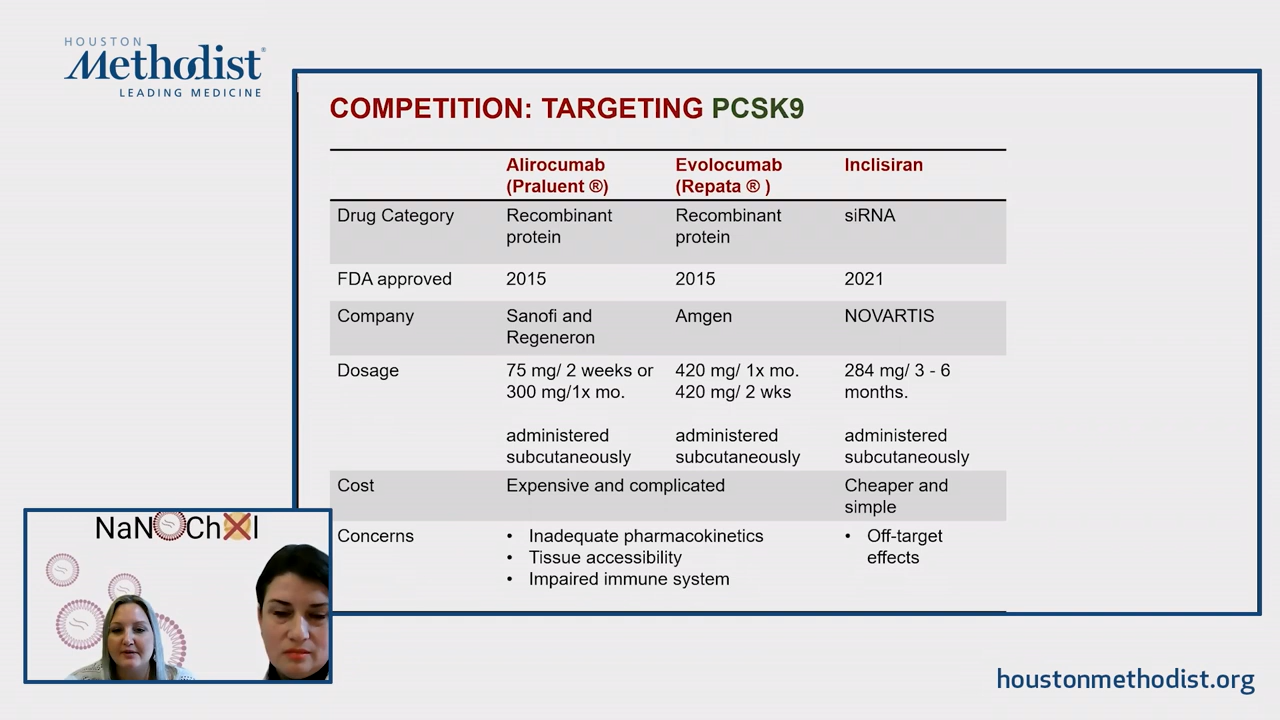 HOUSTON
Methodist®
LEADING MEDICINE
COMPETITION: TARGETING PCSK9
Alirocumab Evolocumab Inclisiran
(Praluent ®) (Repata ® )
Drug Category Recombinant Recombinant siRNA
protein protein
FDA approved 2015 2015 2021
Company Sanofi and Amgen NOVARTIS
Regeneron
Dosage 75 mg/ 2 weeks or 420 mg/ 1x mo. 284 mg/ 3 - 6
300 mg/1x mo. 420 mg/ 2 wks months.
administered administered administered
subcutaneously subcutaneously subcutaneously
Cost Expensive and complicated Cheaper and
simple
Concerns • Inadequate pharmacokinetics • Off-target
• Tissue accessibility effects
• Impaired immune system
NaNOChXl
houstonmethodist.org